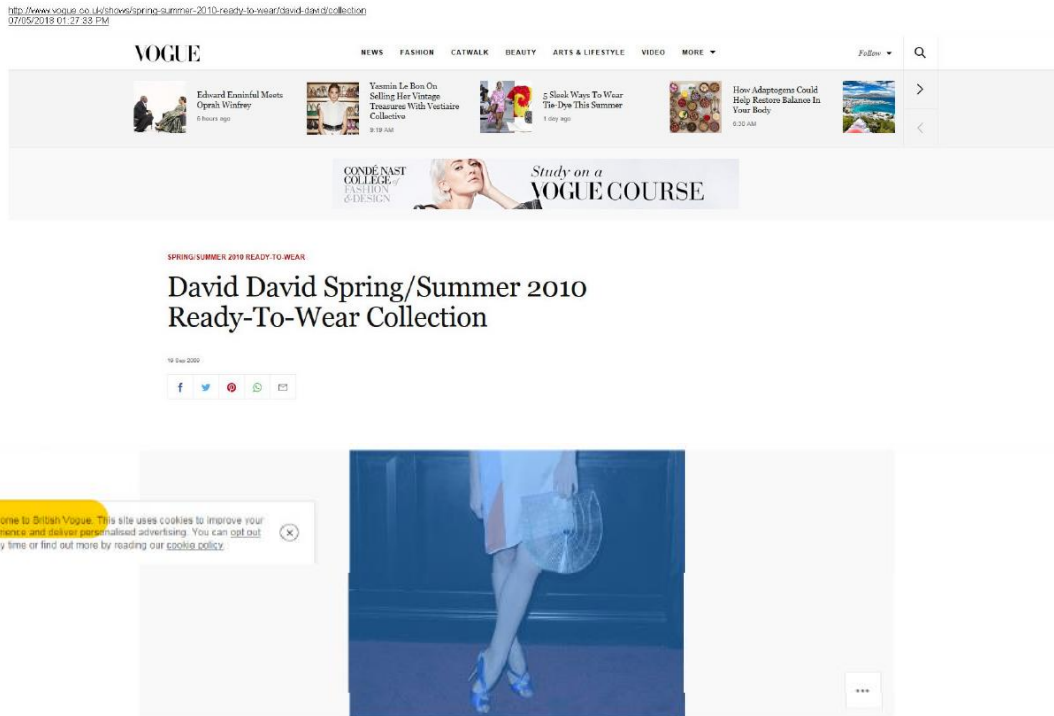 http://www.vogue.co.uk/shows/spring-summer-2010-ready-to-wear/david-david/collection
07/05/2018 01:27:33 PM
VOGUE
NEWS FASHION CATWALK BEAUTY ARTS & LIFESTYLE VIDEO MORE
Follow
Edward Enninful Meets
Oprah Winfrey
6 hours ago
Yasmin Le Bon On
Selling Her Vintage
Treasures With Vestiaire
Collective
9:19 AM
5 Sleek Ways To Wear
Tie-Dye This Summer
1 day ago
How Adaptogens Could
Help Restore Balance In
Your Body
6:30 AM
CONDÉ NAST
COLLEGE of
FASHION
& DESIGN
Study on a
VOGUE COURSE
SPRING/SUMMER 2010 READY-TO-WEAR
David David Spring/Summer 2010
Ready-To-Wear Collection
19 Sep 2009
ome to British Vogue. This site uses cookies to improve your
rience and deliver personalised advertising. You can opt out
y time or find out more by reading our cookie policy.